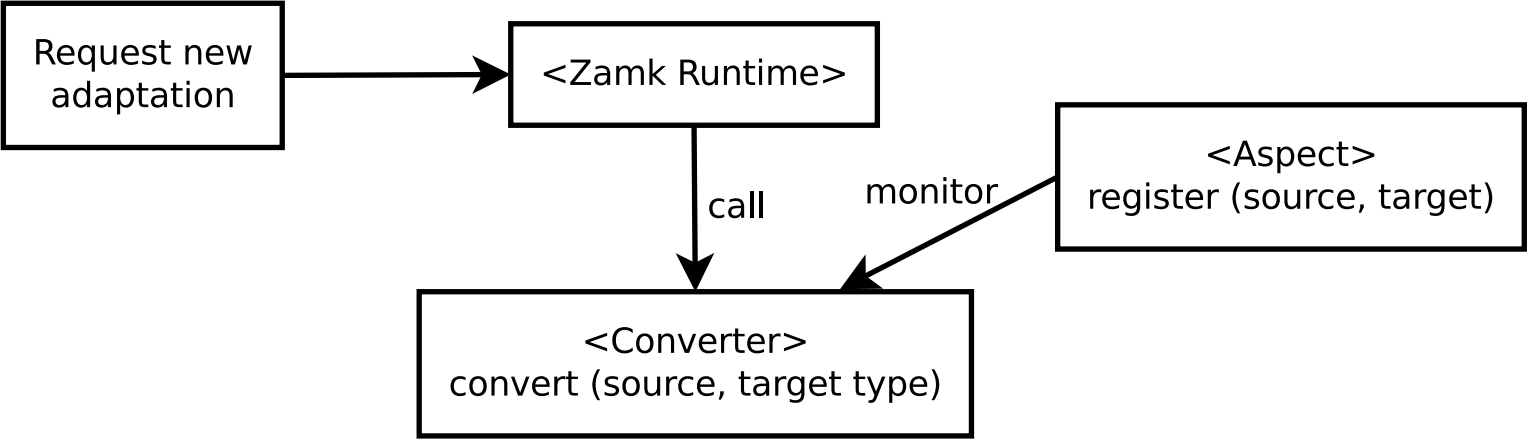 Request new
adaptation
<Zamk Runtime>
call
monitor
<Aspect>
register (source, target)
<Converter>
convert (source, target type)